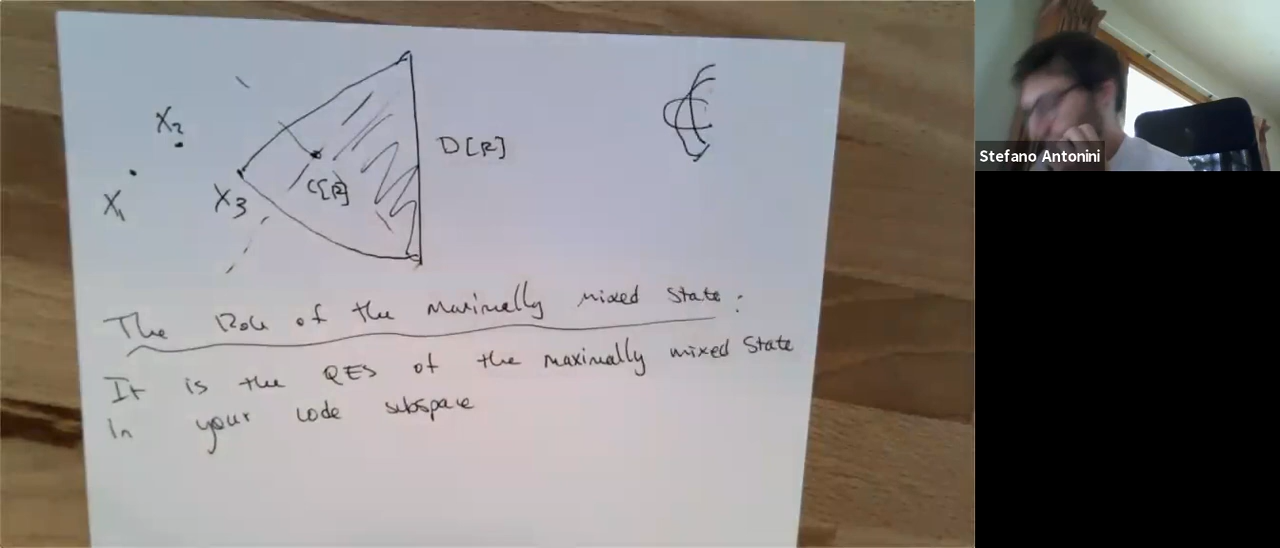 X2
X1
X3
C[R]
D[R]
The Role of the maximally mixed State:
It is the QES of the maximally mixed State
In your code subspace
Stefano Antonini